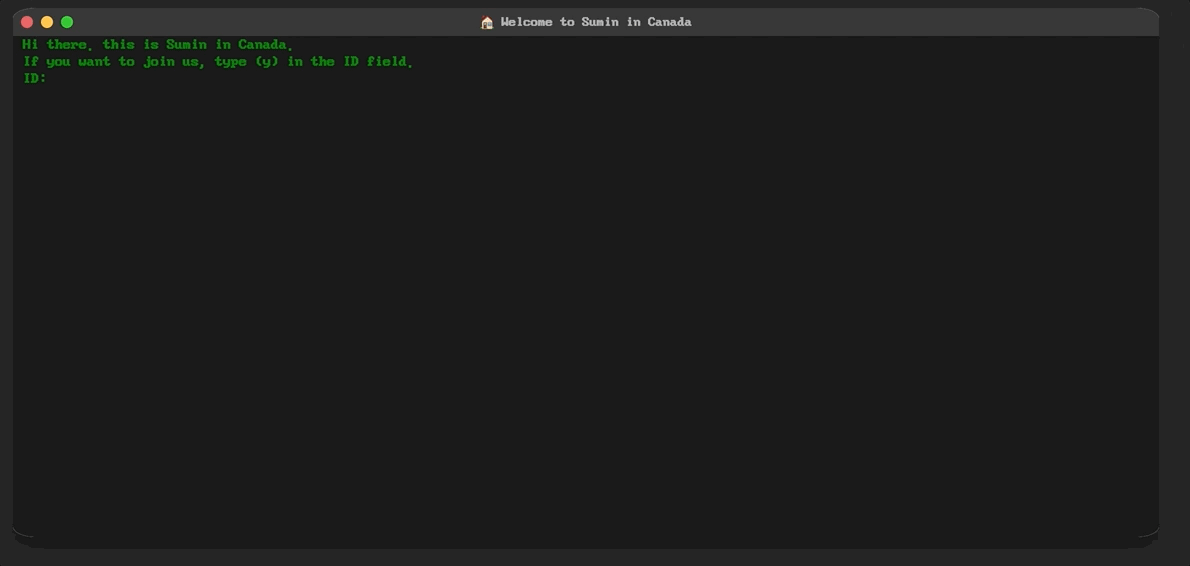 Welcome to Sumin in Canada
Hi there, this is Sumin in Canada.
If you want to join us, type (y) in the ID field.
ID: